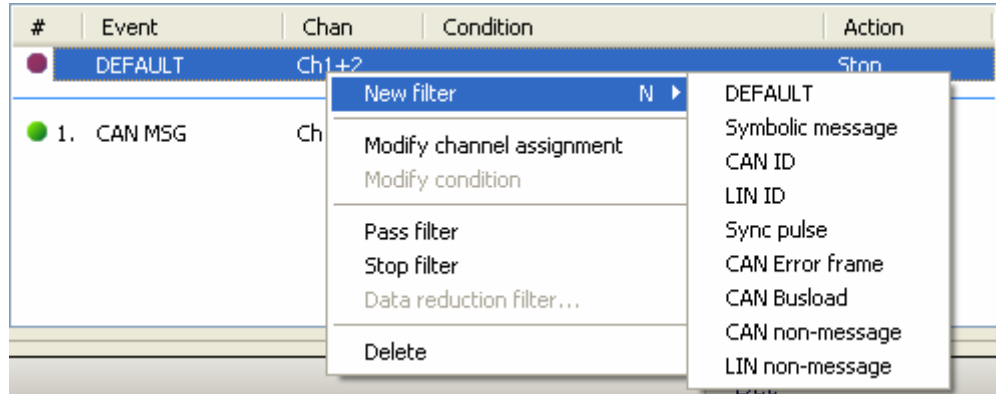 # Event Chan Condition Action
DEFAULT Ch1+2 Stop
New filter N DEFAULT
Symbolic message
1. CAN MSG Ch
Modify channel assignment
CAN ID
Modify condition
LIN ID
Pass filter
Sync pulse
Stop filter
CAN Error frame
Data reduction filter...
CAN Busload
CAN non-message
Delete
LIN non-message